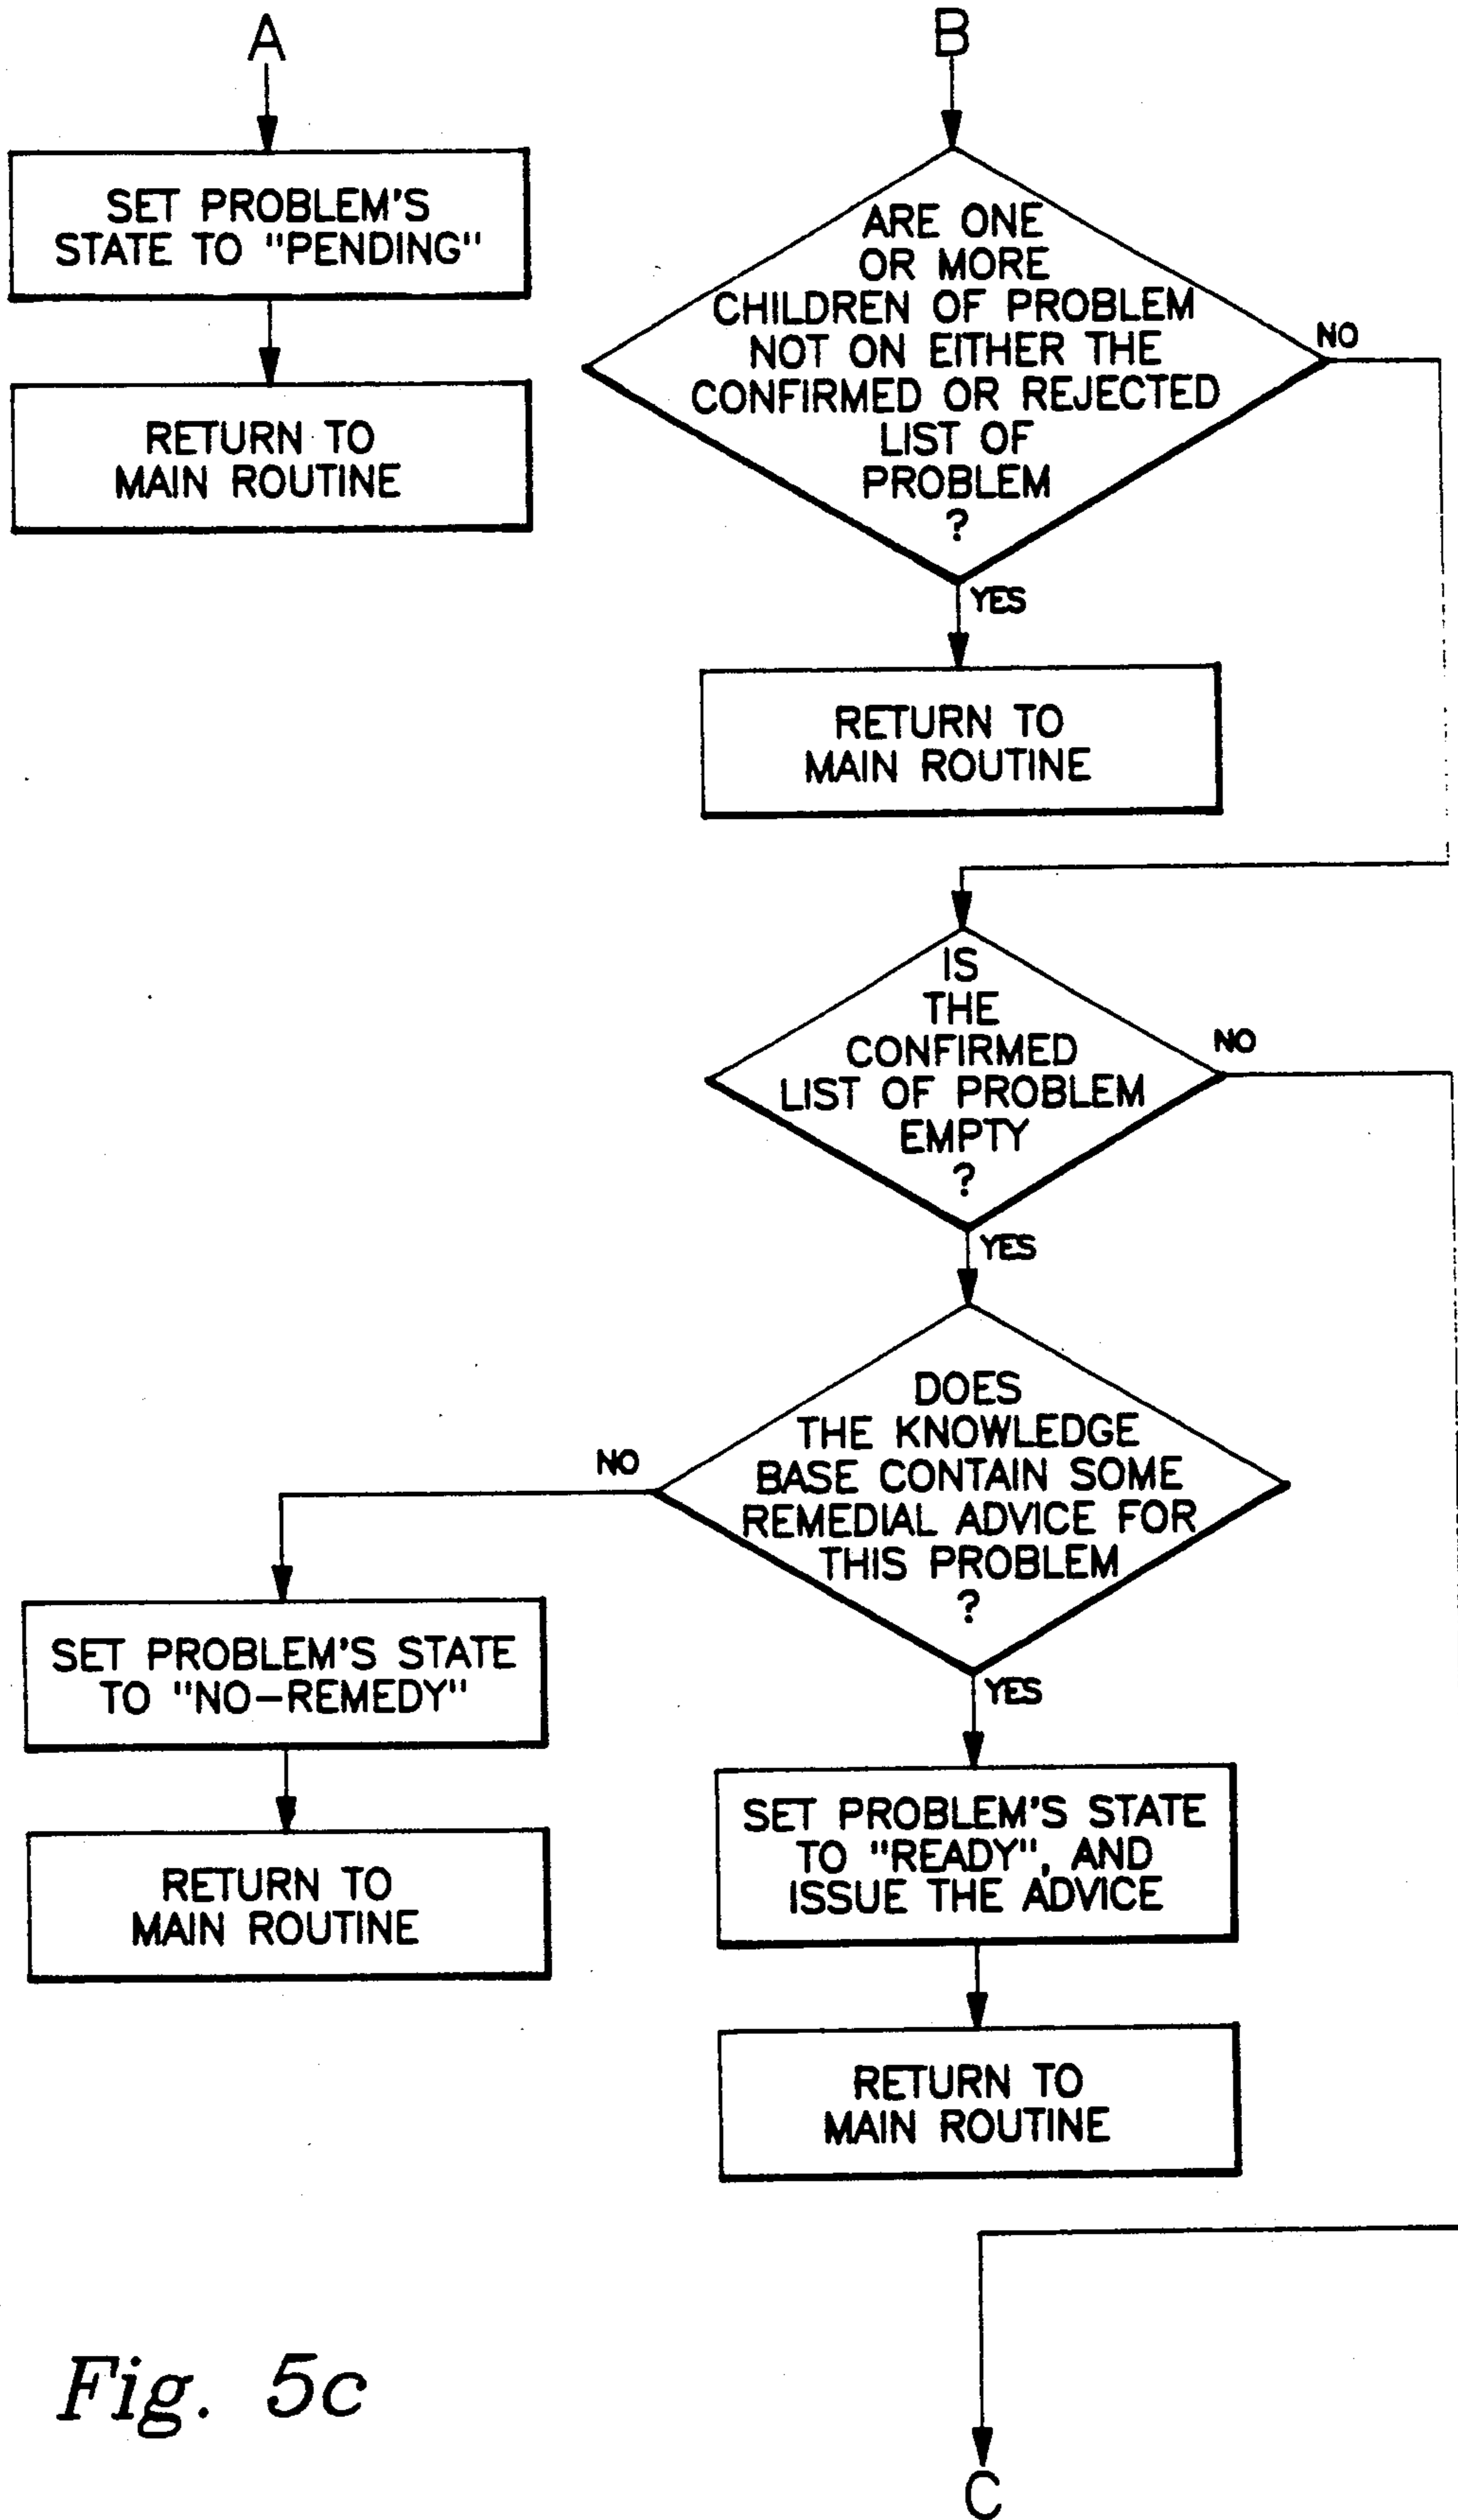 A
SET PROBLEM'S
STATE TO "PENDING"
RETURN TO
MAIN ROUTINE
B
ARE ONE
OR MORE
CHILDREN OF PROBLEM
NOT ON EITHER THE
CONFIRMED OR REJECTED
LIST OF
PROBLEM
?
NO
YES
RETURN TO
MAIN ROUTINE
IS
THE
CONFIRMED
LIST OF PROBLEM
EMPTY
?
NO
YES
DOES
THE KNOWLEDGE
BASE CONTAIN SOME
REMEDIAL ADVICE FOR
THIS PROBLEM
?
NO
YES
SET PROBLEM'S STATE
TO "NO-REMEDY"
RETURN TO
MAIN ROUTINE
SET PROBLEM'S STATE
TO "READY", AND
ISSUE THE ADVICE
RETURN TO
MAIN ROUTINE
C
Fig. 5c